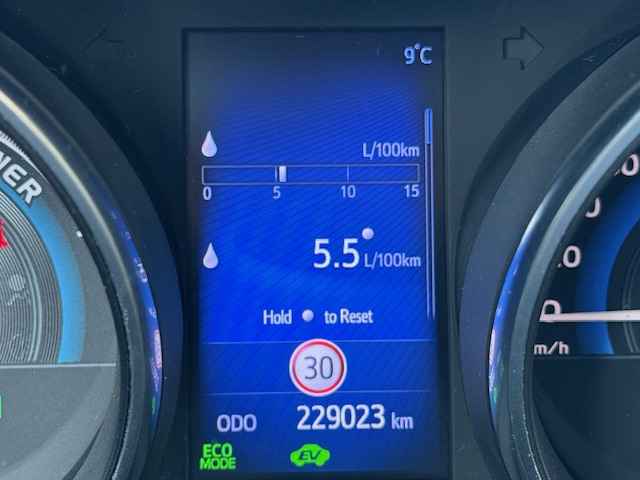 9°C
L/100km
0 5 10 15
5.5 L/100km
Hold to Reset
30
ODO 229023 km
ECO
MODE
EV
m/h